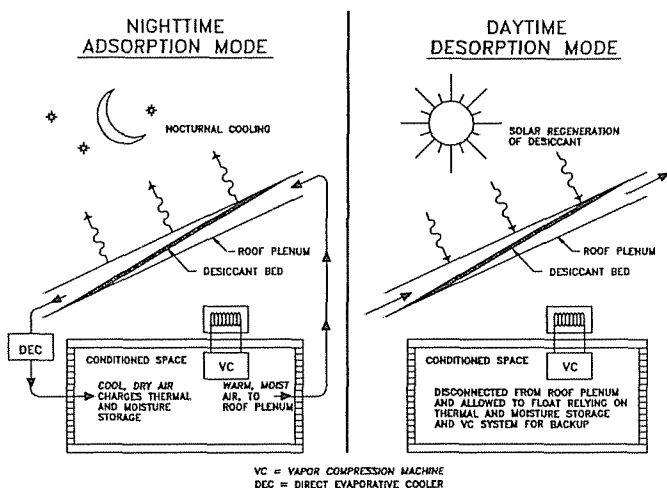 NIGHTTIME
ADSORPTION MODE
NOCTURNAL COOLING
ROOF PLENUM
DESICCANT BED
DEC
VC
CONDITIONED SPACE
COOL, DRY AIR
CHARGES THERMAL
AND MOISTURE
STORAGE
WARM, MOIST
AIR, TO
ROOF PLENUM
DAYTIME
DESORPTION MODE
SOLAR REGENERATION
OF DESICCANT
ROOF PLENUM
DESICCANT BED
CONDITIONED SPACE
VC
DISCONNECTED FROM ROOF PLENUM
AND ALLOWED TO FLOAT RELYING ON
THERMAL AND MOISTURE STORAGE
AND VC SYSTEM FOR BACKUP
VC = VAPOR COMPRESSION MACHINE
DEC = DIRECT EVAPORATIVE COOLER